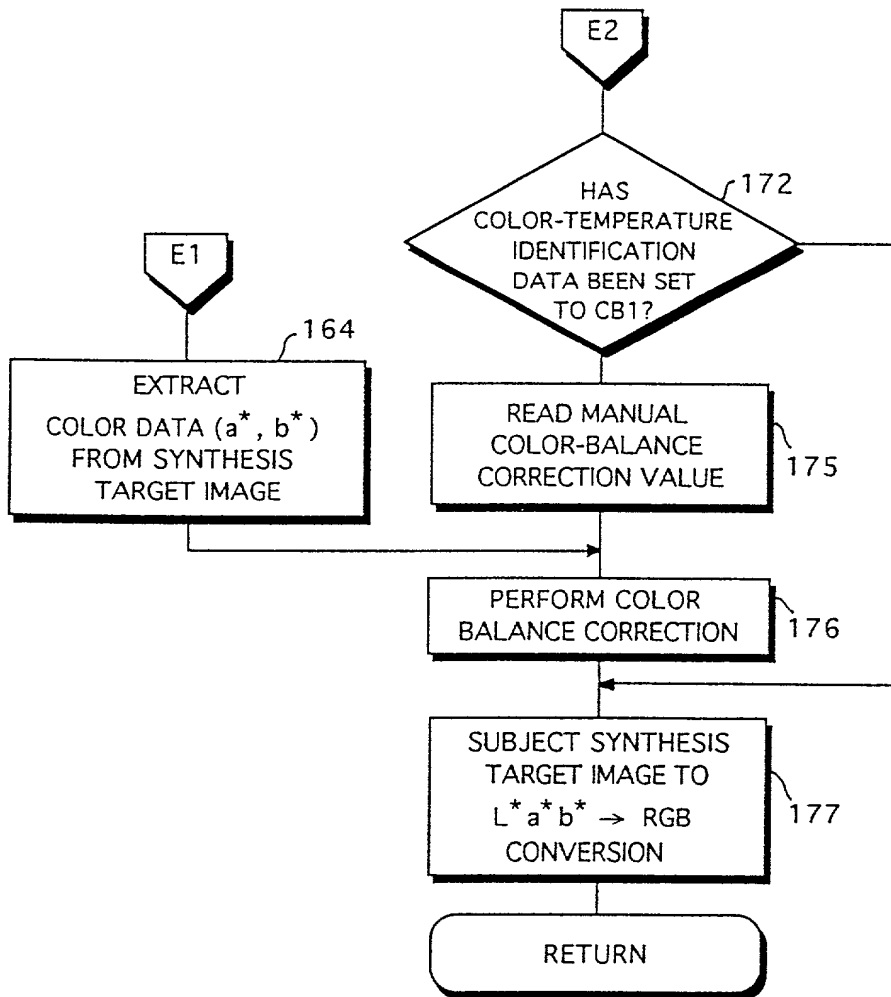 E2
HAS
COLOR-TEMPERATURE
IDENTIFICATION
DATA BEEN SET
TO CB1?
172
E1
164
EXTRACT
COLOR DATA (a*, b*)
FROM SYNTHESIS
TARGET IMAGE
READ MANUAL
COLOR-BALANCE
CORRECTION VALUE
175
PERFORM COLOR
BALANCE CORRECTION
176
SUBJECT SYNTHESIS
TARGET IMAGE TO
L* a* b* → RGB
CONVERSION
177
RETURN